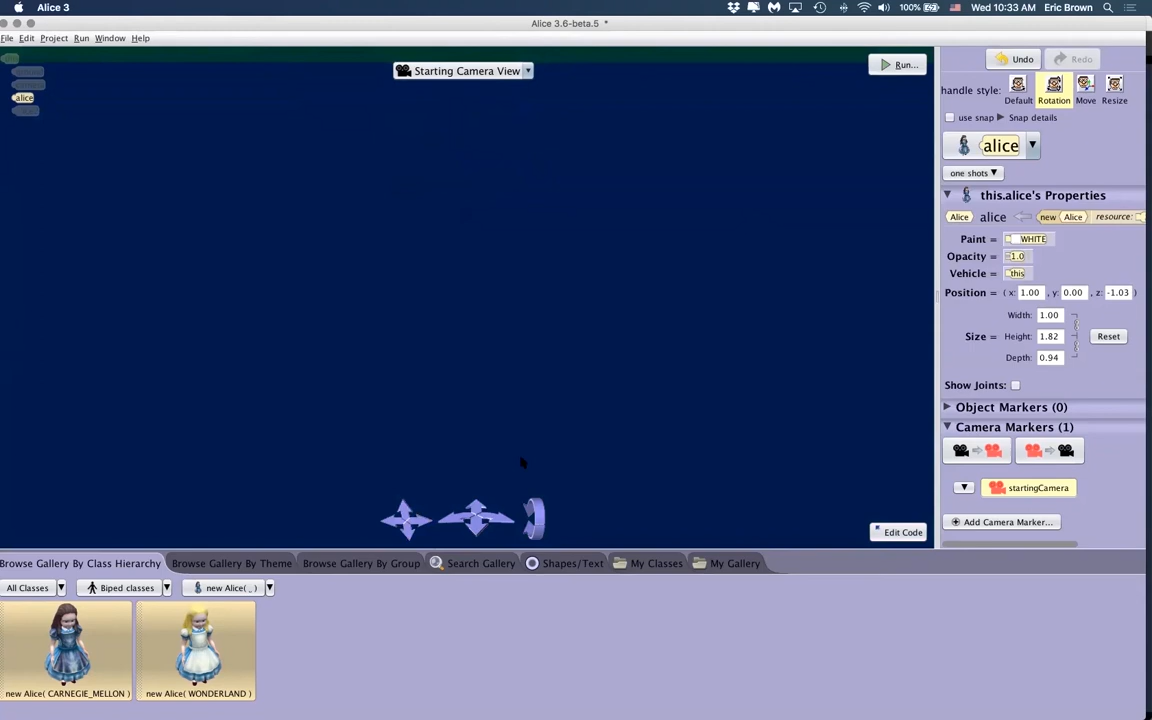 Alice 3
100%
Wed 10:33 AM Eric Brown
Alice 3.6-beta.5 *
File Edit Project Run Window Help
Starting Camera View
Run...
Undo
Redo
handle style:
Default Rotation Move Resize
use snap Snap details
alice
alice
one shots
this.alice's Properties
Alice alice new Alice resource:
Paint = WHITE
Opacity = 1.0
Vehicle = this
Position = ( x: 1.00 , y: 0.00 , z: -1.03 )
Width: 1.00
Size = Height: 1.82 Reset
Depth: 0.94
Show Joints:
Object Markers (0)
Camera Markers (1)
startingCamera
Add Camera Marker...
Edit Code
Browse Gallery By Class Hierarchy Browse Gallery By Theme Browse Gallery By Group Search Gallery Shapes/Text My Classes My Gallery
All Classes Biped classes new Alice( _ )
new Alice( CARNEGIE_MELLON ) new Alice( WONDERLAND )